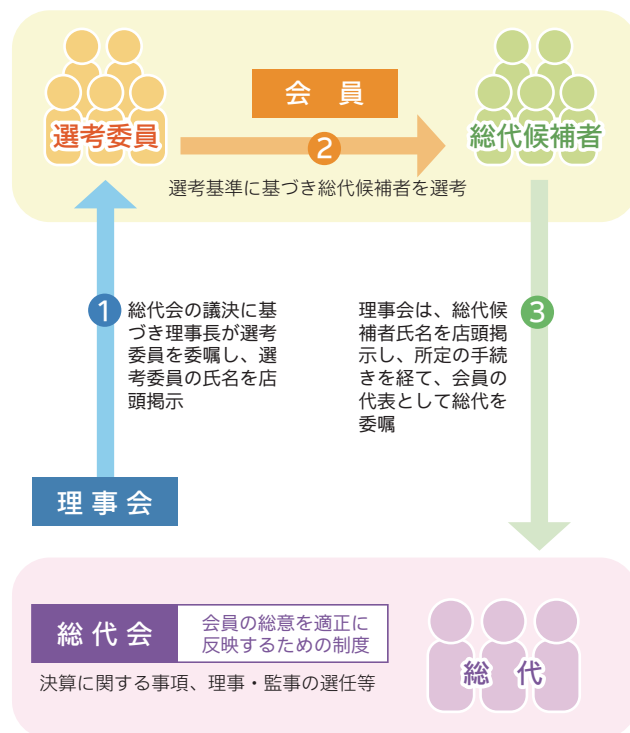 会　員
選考委員
総代候補者
2
選考基準に基づき総代候補者を選考
1
総代会の議決に基
づき理事長が選考
委員を委嘱し、選
考委員の氏名を店
頭掲示
理事会は、総代候
補者氏名を店頭掲
示し、所定の手続
きを経て、会員の
代表として総代を
委嘱
3
理事会
総代会
会員の総意を適正に
反映するための制度
決算に関する事項、理事・監事の選任等
総　代